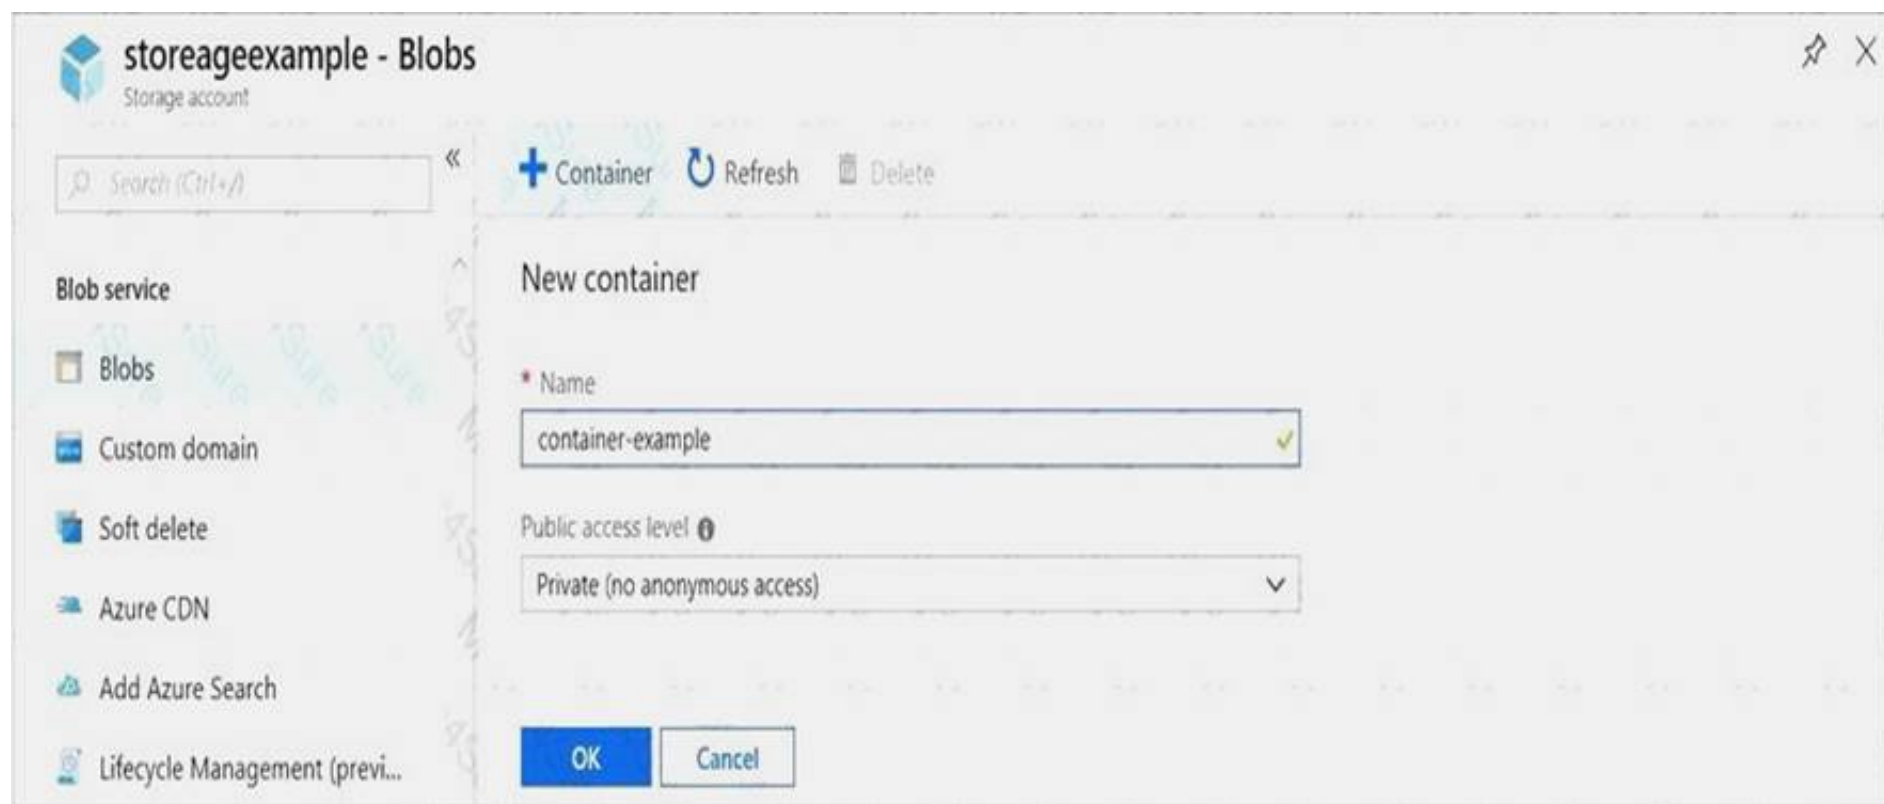 storeageexample - Blobs
Storage account
Search (Ctrl+/)
«
Container
Refresh
Delete
Blob service
Blobs
Custom domain
Soft delete
Azure CDN
Add Azure Search
Lifecycle Management (previ...
New container
* Name
container-example
Public access level
Private (no anonymous access)
OK
Cancel